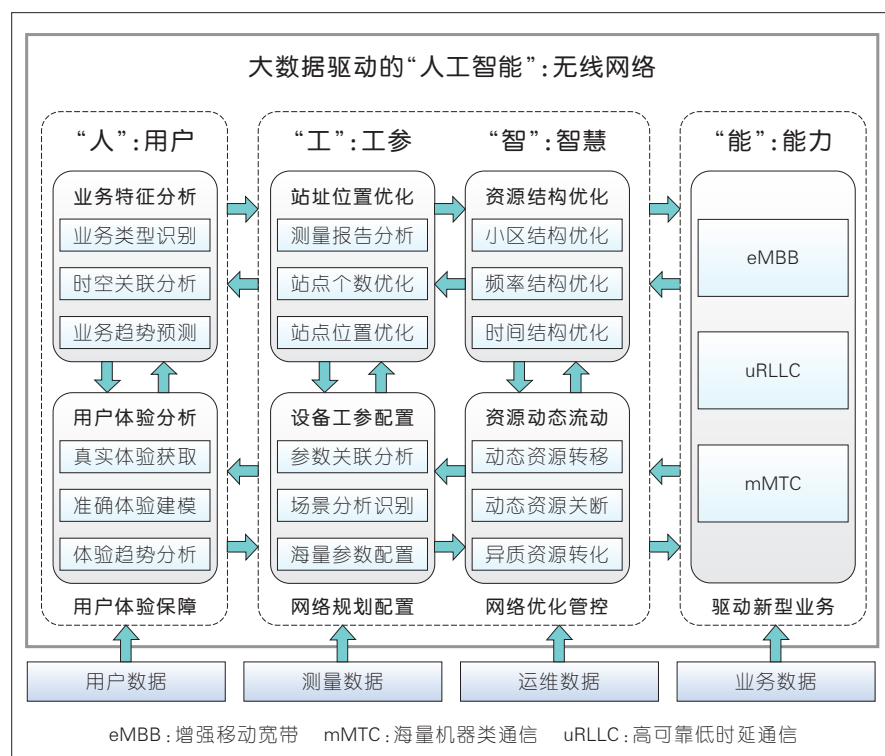 大数据驱动的“人工智能”:无线网络
“人”:用户
业务特征分析
业务类型识别
时空关联分析
业务趋势预测
用户体验分析
真实体验获取
准确体验建模
体验趋势分析
用户体验保障
“工”:工参
站址位置优化
测量报告分析
站点个数优化
站点位置优化
设备工参配置
参数关联分析
场景分析识别
海量参数配置
网络规划配置
“智”:智慧
资源结构优化
小区结构优化
频率结构优化
时间结构优化
资源动态流动
动态资源转移
动态资源关断
异质资源转化
网络优化管控
“能”:能力
eMBB
uRLLC
mMTC
驱动新型业务
用户数据
测量数据
运维数据
业务数据
eMBB:增强移动宽带 mMTC:海量机器类通信 uRLLC:高可靠低时延通信